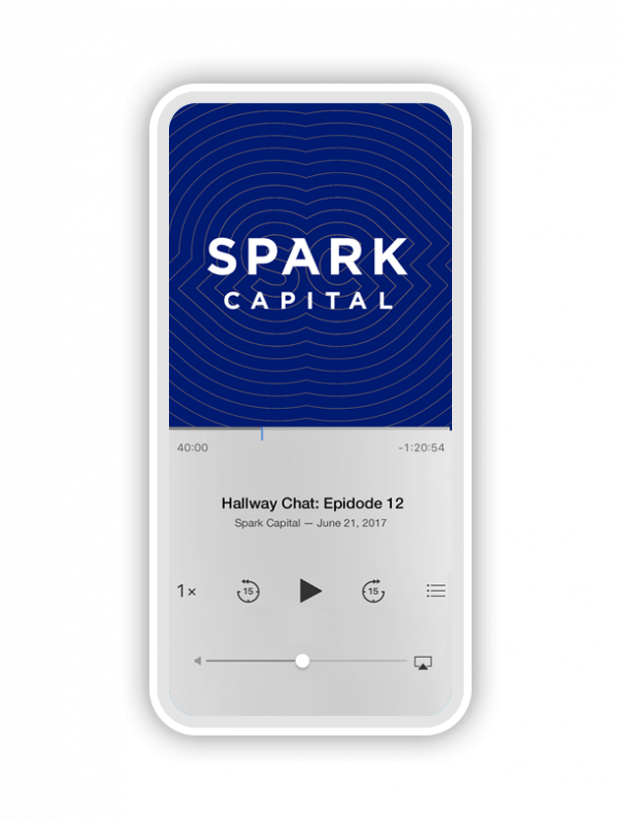 SPARK
CAPITAL
40:00 -1:20:54
Hallway Chat: Epidode 12
Spark Capital — June 21, 2017
1× 15 15